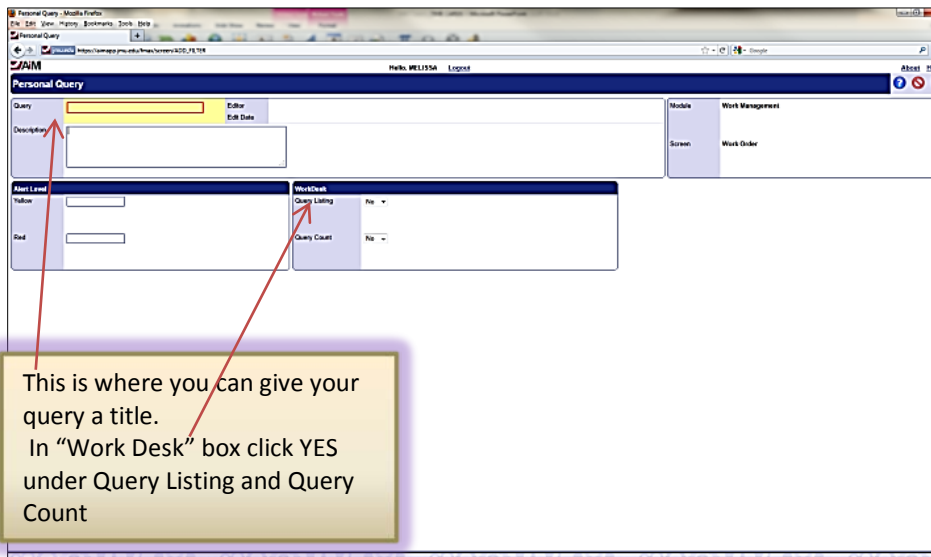 Personal Query - Mozilla Firefox
File Edit View History Bookmarks Tools Help
Personal Query
Google
AiM
Hello, MELISSA Logout
About
Personal Query
Query
Editor
Edit Date
Module Work Management
Description
Screen Work Order
Alert Level
WorkDesk
Yellow
Query Listing No
Red
Query Count No
This is where you can give your
query a title.
In “Work Desk” box click YES
under Query Listing and Query
Count